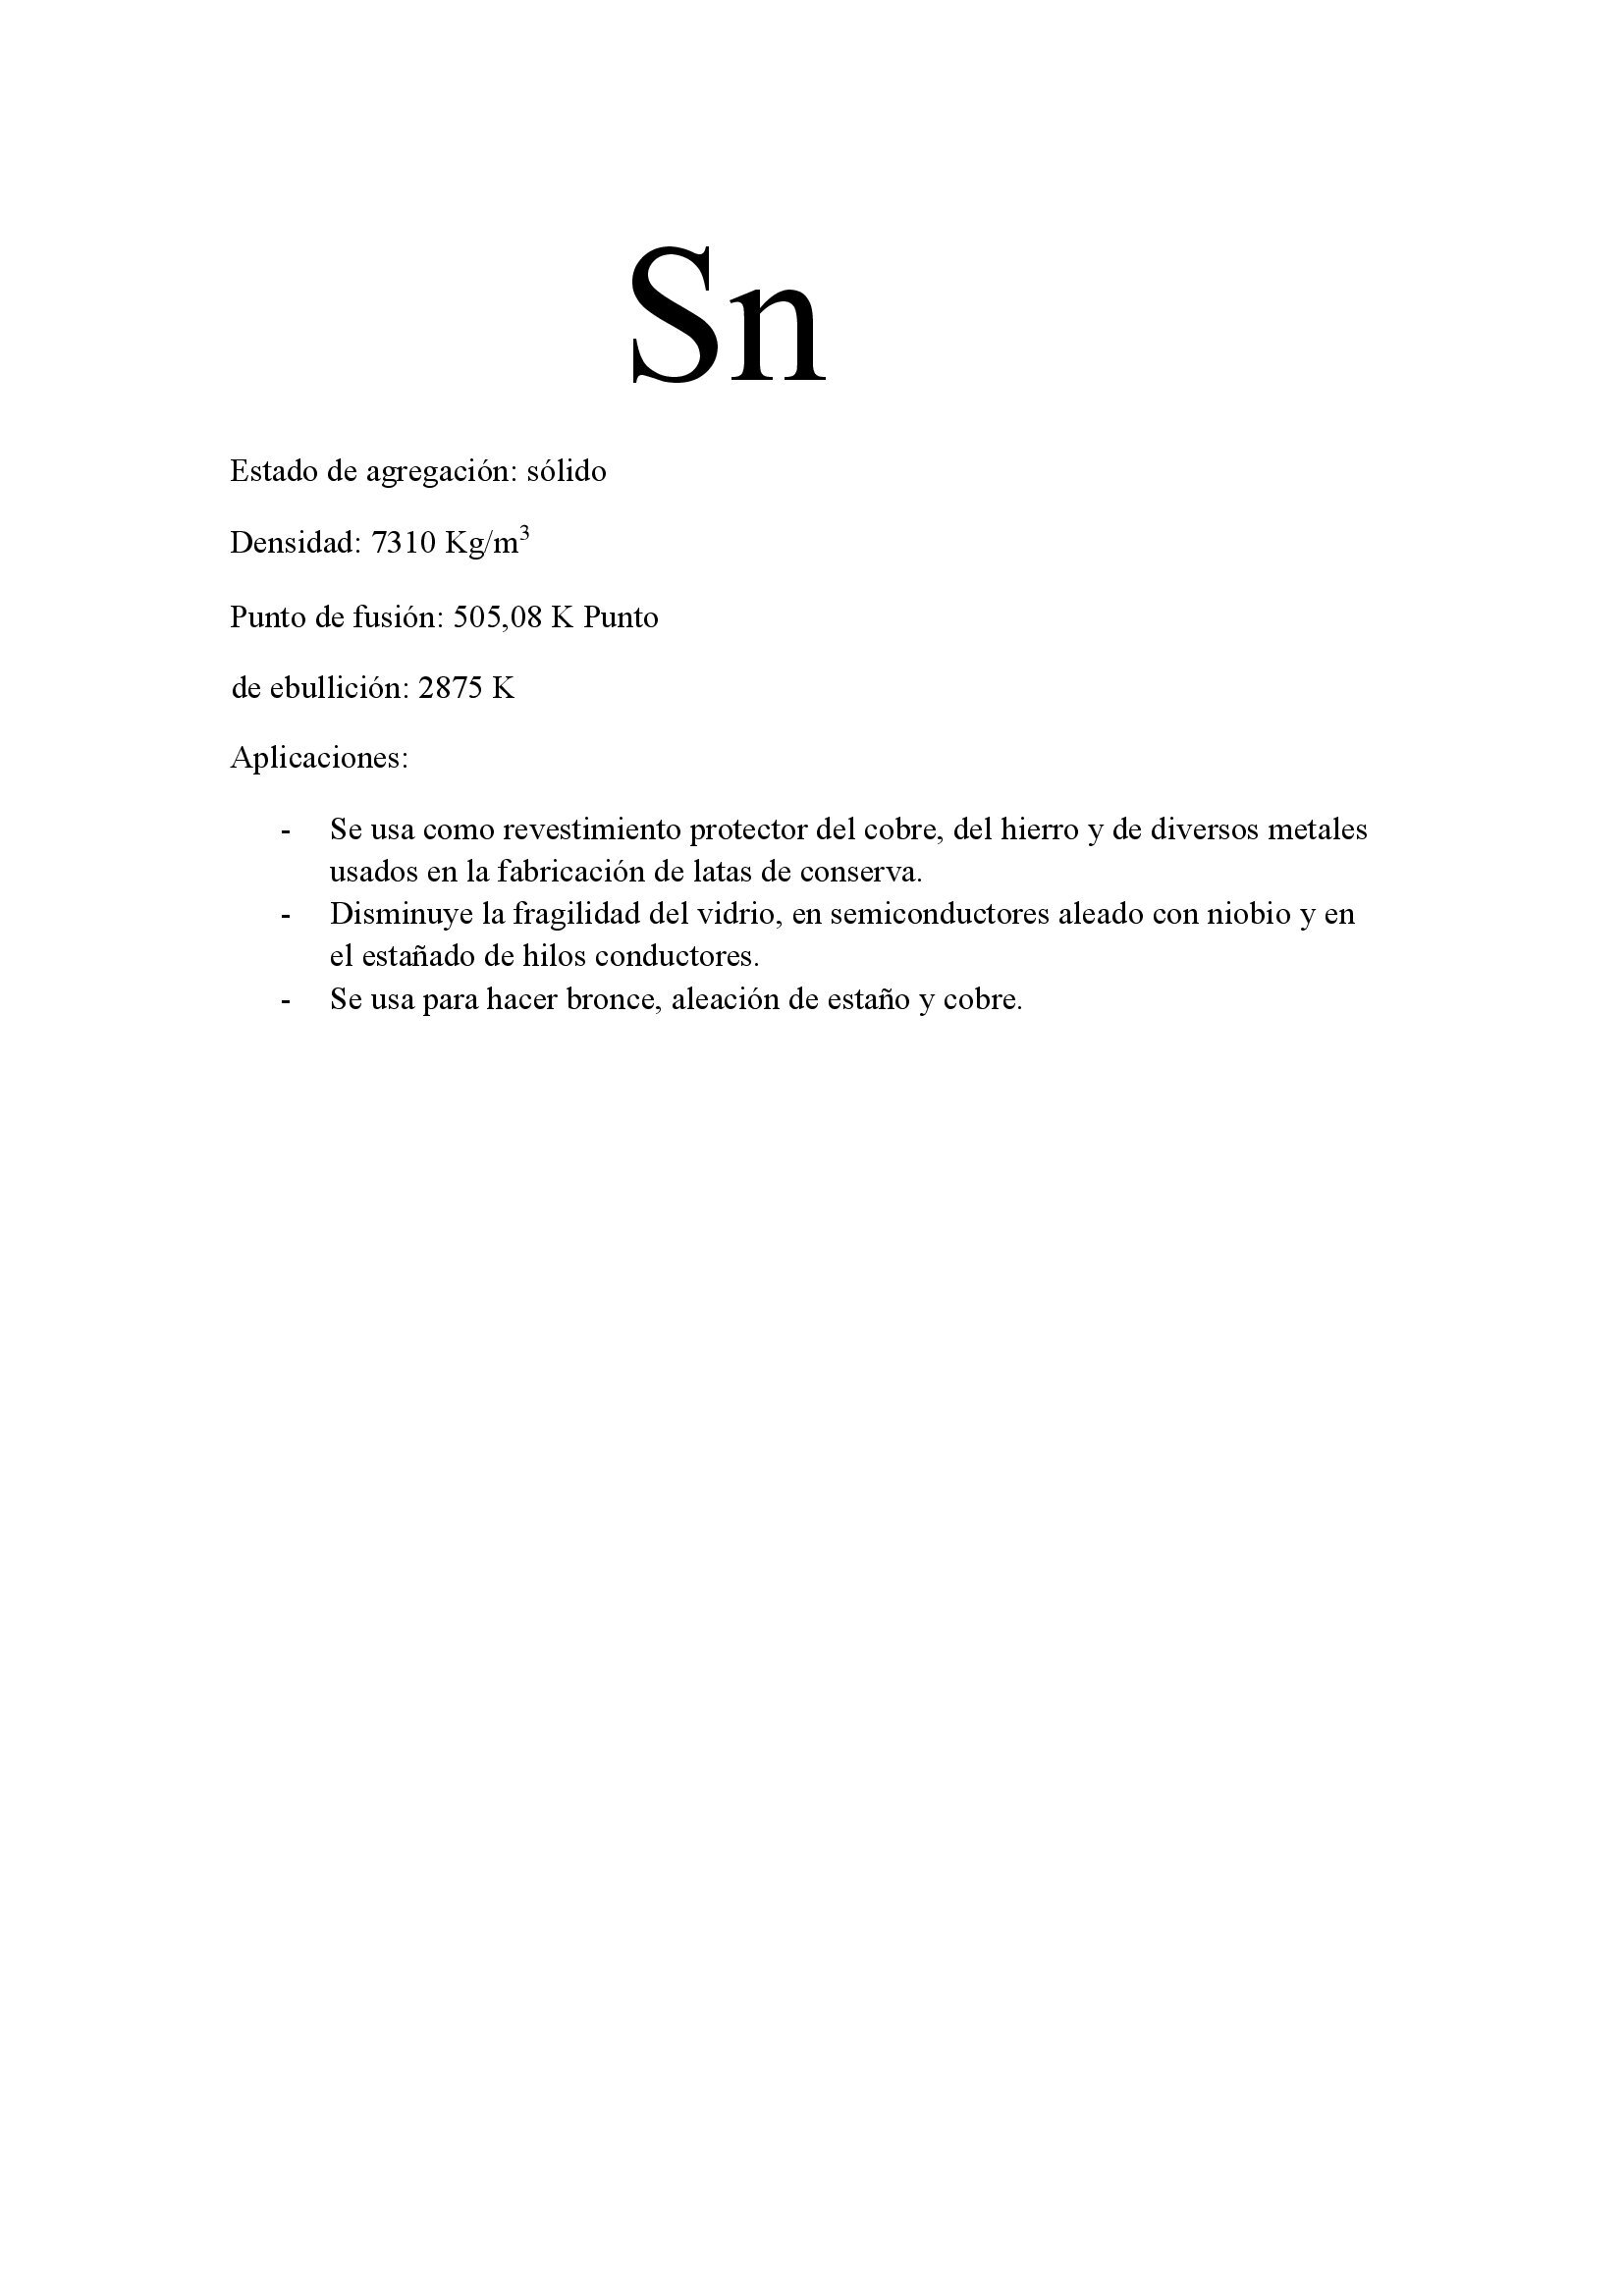 Sn
Estado de agregación: sólido
Densidad: 7310 Kg/m³
Punto de fusión: 505,08 K Punto
de ebullición: 2875 K
Aplicaciones:
- Se usa como revestimiento protector del cobre, del hierro y de diversos metales
usados en la fabricación de latas de conserva.
- Disminuye la fragilidad del vidrio, en semiconductores aleado con niobio y en
el estañado de hilos conductores.
- Se usa para hacer bronce, aleación de estaño y cobre.